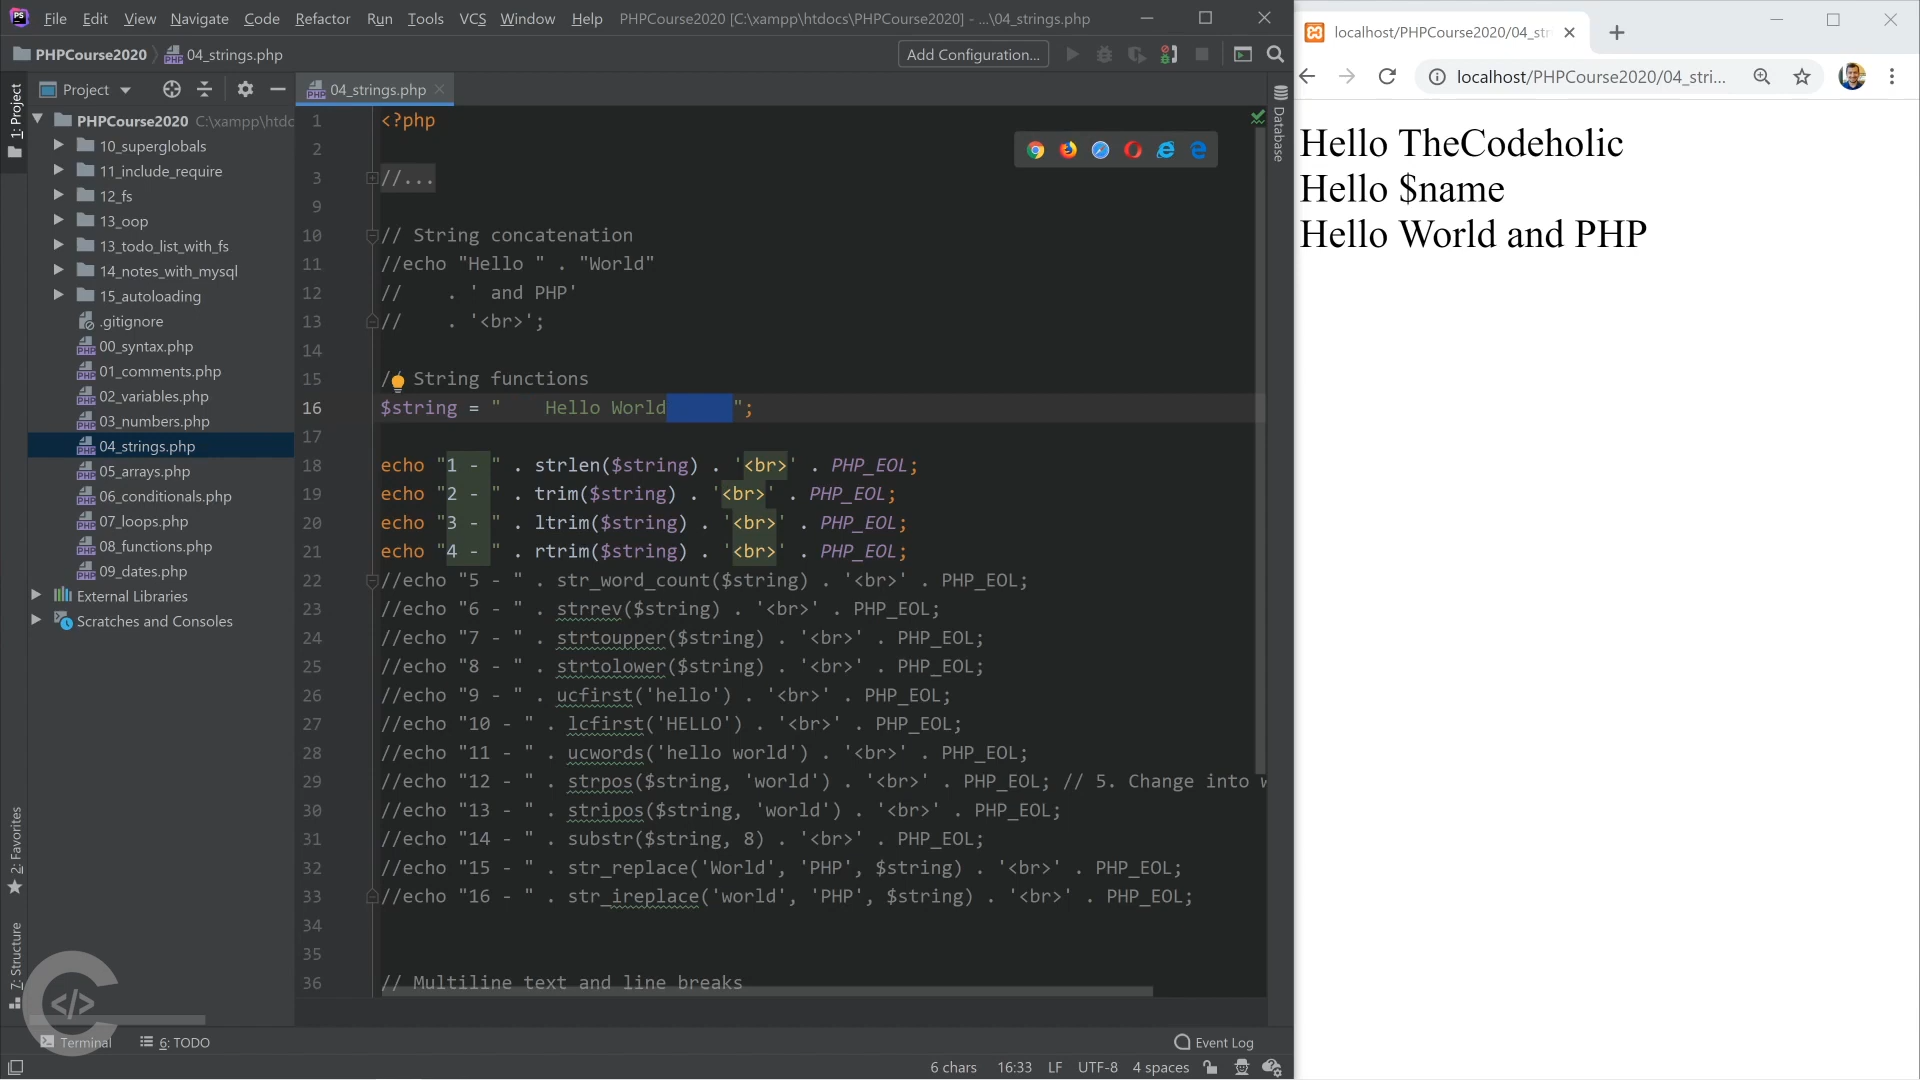 File Edit View Navigate Code Refactor Run Tools VCS Window Help PHPCourse2020 [C:\xampp\htdocs\PHPCourse2020] - ...\04_strings.php
PHPCourse2020 04_strings.php Add Configuration...
Project
04_strings.php
1: Project
PHPCourse2020 C:\xampp\htdc
10_superglobals
11_include_require
12_fs
13_oop
13_todo_list_with_fs
14_notes_with_mysql
15_autoloading
.gitignore
00_syntax.php
01_comments.php
02_variables.php
03_numbers.php
04_strings.php
05_arrays.php
06_conditionals.php
07_loops.php
08_functions.php
09_dates.php
External Libraries
Scratches and Consoles
2: Favorites
7: Structure
1 <?php
2
3 //...
9
10 // String concatenation
11 //echo "Hello " . "World"
12 //    . ' and PHP'
13 //    . '<br>';
14
15 / String functions
16 $string = "    Hello World      ";
17
18 echo "1 - " . strlen($string) . '<br>' . PHP_EOL;
19 echo "2 - " . trim($string) . '<br>' . PHP_EOL;
20 echo "3 - " . ltrim($string) . '<br>' . PHP_EOL;
21 echo "4 - " . rtrim($string) . '<br>' . PHP_EOL;
22 //echo "5 - " . str_word_count($string) . '<br>' . PHP_EOL;
23 //echo "6 - " . strrev($string) . '<br>' . PHP_EOL;
24 //echo "7 - " . strtoupper($string) . '<br>' . PHP_EOL;
25 //echo "8 - " . strtolower($string) . '<br>' . PHP_EOL;
26 //echo "9 - " . ucfirst('hello') . '<br>' . PHP_EOL;
27 //echo "10 - " . lcfirst('HELLO') . '<br>' . PHP_EOL;
28 //echo "11 - " . ucwords('hello world') . '<br>' . PHP_EOL;
29 //echo "12 - " . strpos($string, 'world') . '<br>' . PHP_EOL; // 5. Change into w
30 //echo "13 - " . stripos($string, 'world') . '<br>' . PHP_EOL;
31 //echo "14 - " . substr($string, 8) . '<br>' . PHP_EOL;
32 //echo "15 - " . str_replace('World', 'PHP', $string) . '<br>' . PHP_EOL;
33 //echo "16 - " . str_ireplace('world', 'PHP', $string) . '<br>' . PHP_EOL;
34
35
36 // Multiline text and line breaks
Database
Terminal 6: TODO Event Log
6 chars 16:33 LF UTF-8 4 spaces
localhost/PHPCourse2020/04_str
localhost/PHPCourse2020/04_stri...
Hello TheCodeholic
Hello $name
Hello World and PHP